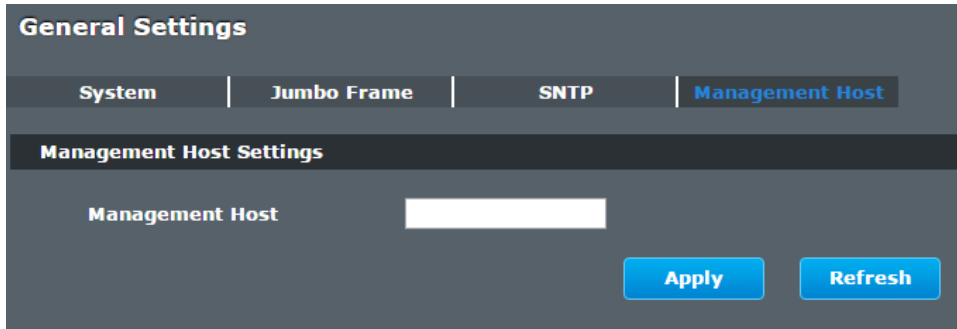 General Settings
System Jumbo Frame SNTP Management Host
Management Host Settings
Management Host
Apply Refresh